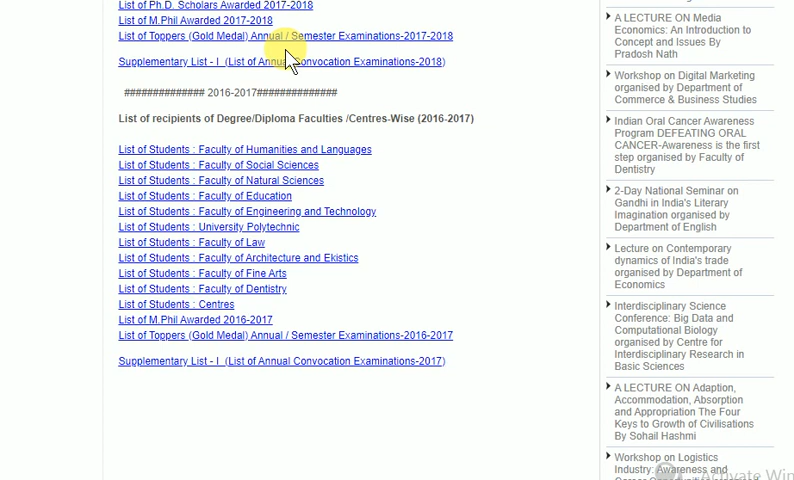 List of Ph.D. Scholars Awarded 2017-2018
List of M.Phil Awarded 2017-2018
List of Toppers (Gold Medal) Annual / Semester Examinations-2017-2018
Supplementary List - I (List of Annual Convocation Examinations-2018)
############## 2016-2017##############
List of recipients of Degree/Diploma Faculties /Centres-Wise (2016-2017)
List of Students : Faculty of Humanities and Languages
List of Students : Faculty of Social Sciences
List of Students : Faculty of Natural Sciences
List of Students : Faculty of Education
List of Students : Faculty of Engineering and Technology
List of Students : University Polytechnic
List of Students : Faculty of Law
List of Students : Faculty of Architecture and Ekistics
List of Students : Faculty of Fine Arts
List of Students : Faculty of Dentistry
List of Students : Centres
List of M.Phil Awarded 2016-2017
List of Toppers (Gold Medal) Annual / Semester Examinations-2016-2017
Supplementary List - I (List of Annual Convocation Examinations-2017)
A LECTURE ON Media
Economics: An Introduction to
Concept and Issues By
Pradosh Nath
Workshop on Digital Marketing
organised by Department of
Commerce & Business Studies
Indian Oral Cancer Awareness
Program DEFEATING ORAL
CANCER-Awareness is the first
step organised by Faculty of
Dentistry
2-Day National Seminar on
Gandhi in India's Literary
Imagination organised by
Department of English
Lecture on Contemporary
dynamics of India's trade
organised by Department of
Economics
Interdisciplinary Science
Conference: Big Data and
Computational Biology
organised by Centre for
Interdisciplinary Research in
Basic Sciences
A LECTURE ON Adaption,
Accommodation, Absorption
and Appropriation The Four
Keys to Growth of Civilisations
By Sohail Hashmi
Workshop on Logistics
Industry: Awareness and
Activate Win